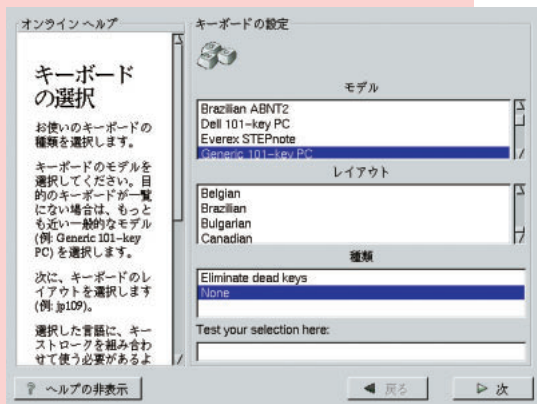 オンライン ヘルプ
キーボード
の選択
お使いのキーボードの
種類を選択します。
キーボードのモデルを
選択してください。目
的のキーボードが一覧
にない場合は、もっと
も近い一般的なモデル
(例: Generic 101-key
PC) を選択します。
次に、キーボードのレ
イアウトを選択します
(例: jp109)。
選択した言語に、キー
ストロークを組み合わ
せて使う必要があるよ
キーボードの設定
モデル
Brazilian ABNT2
Dell 101-key PC
Everex STEPnote
Generic 101-key PC
レイアウト
Belgian
Brazilian
Bulgarian
Canadian
種類
Eliminate dead keys
None
Test your selection here:
? ヘルプの非表示
戻る
次